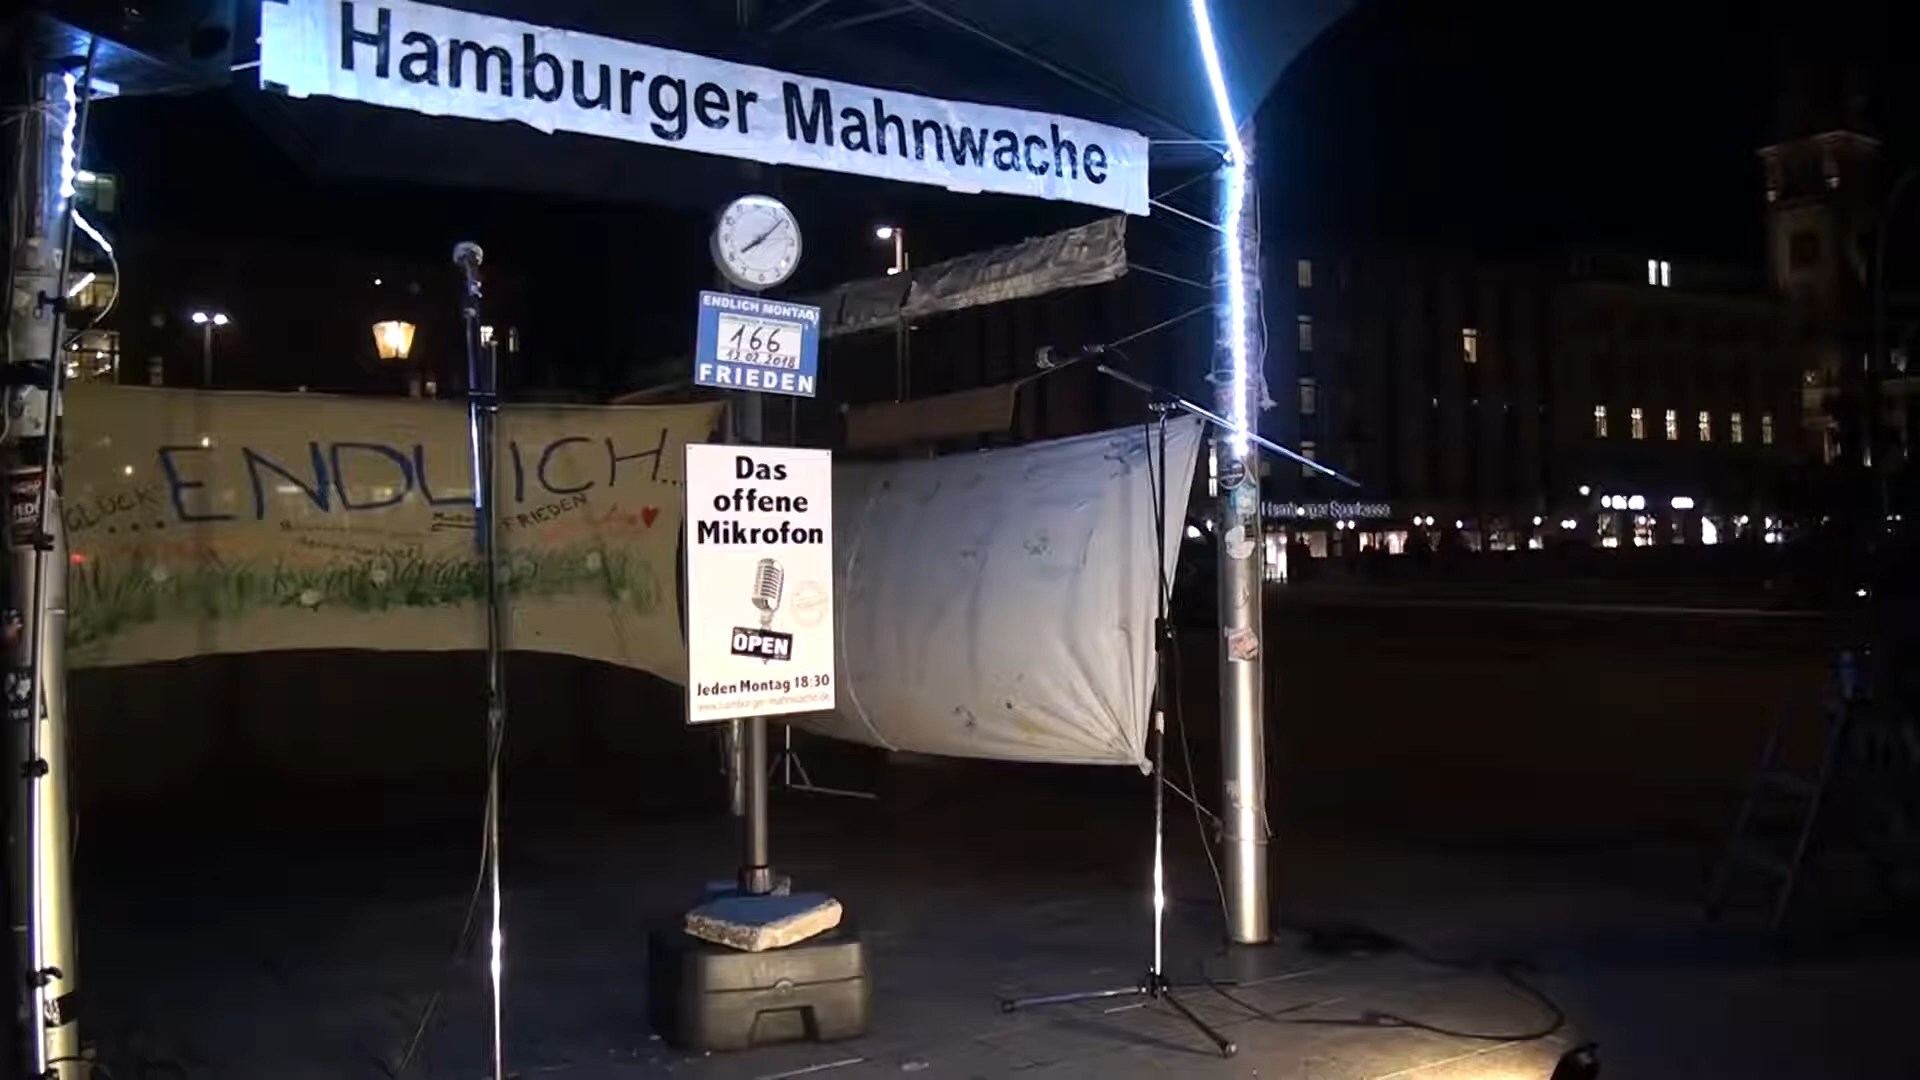 Hamburger Mahnwache
ENDLICH MONTAG!
166
12.02.2018
FRIEDEN
GLÜCK
....ENDLICH...
FRIEDEN
Das
offene
Mikrofon
OPEN
Jeden Montag 18:30
www.hamburger-mahnwache.de
Hamburger Sparkasse